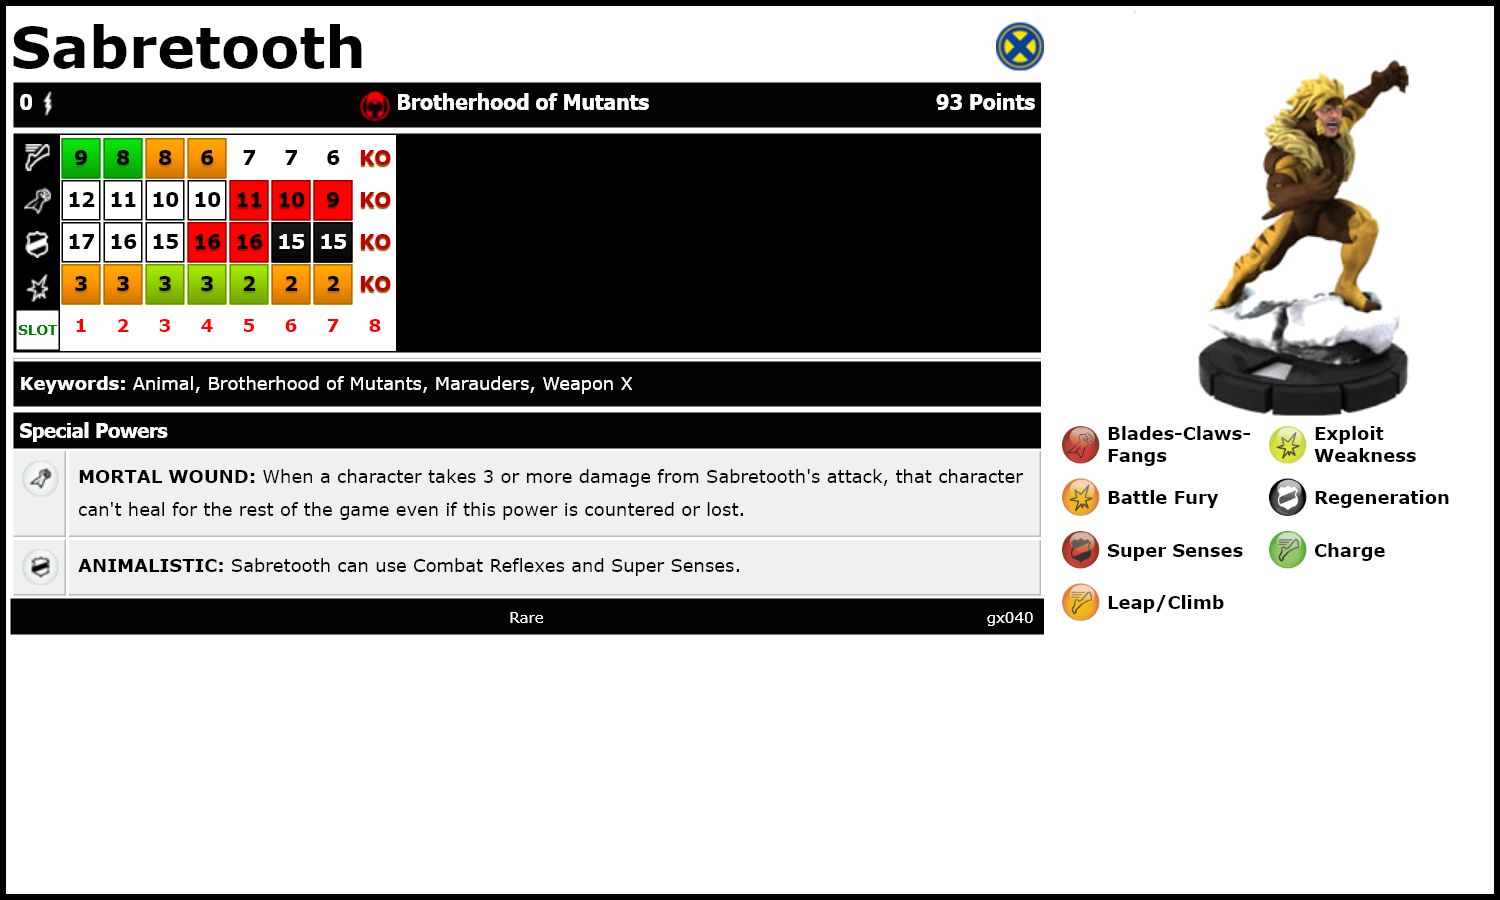 Sabretooth
0 Brotherhood of Mutants 93 Points
9 8 8 6 7 7 6 KO
12 11 10 10 11 10 9 KO
17 16 15 16 16 15 15 KO
3 3 3 3 2 2 2 KO
SLOT 1 2 3 4 5 6 7 8
Keywords: Animal, Brotherhood of Mutants, Marauders, Weapon X
Special Powers
MORTAL WOUND: When a character takes 3 or more damage from Sabretooth's attack, that character
can't heal for the rest of the game even if this power is countered or lost.
ANIMALISTIC: Sabretooth can use Combat Reflexes and Super Senses.
Rare gx040
Blades-Claws-
Fangs
Exploit
Weakness
Battle Fury
Regeneration
Super Senses
Charge
Leap/Climb